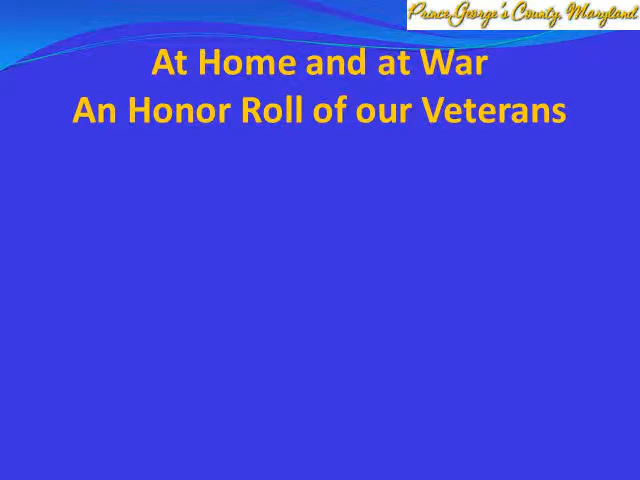 Prince George's County, Maryland
At Home and at War
An Honor Roll of our Veterans